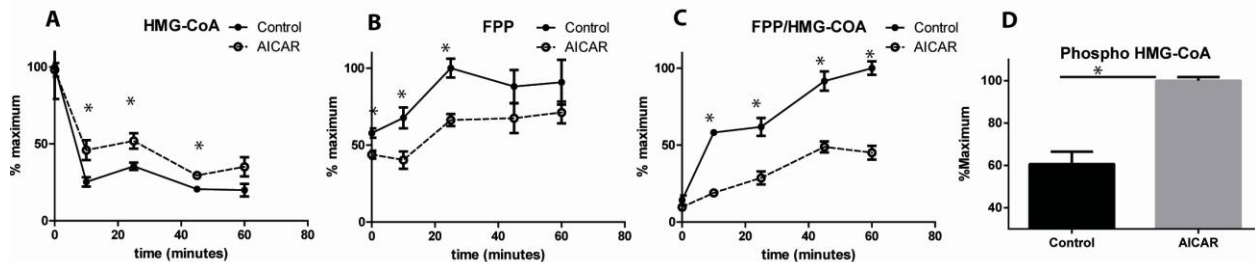 A
HMG-CoA
Control
AICAR
*
*
*
% maximum
100
50
0
0
20
40
60
80
time (minutes)
B
FPP
Control
AICAR
*
*
*
% maximum
100
50
0
0
20
40
60
80
time (minutes)
C
FPP/HMG-COA
Control
AICAR
*
*
*
*
% maximum
100
50
0
0
20
40
60
80
time (minutes)
D
Phospho HMG-CoA
*
%Maximum
100
80
60
40
Control
AICAR